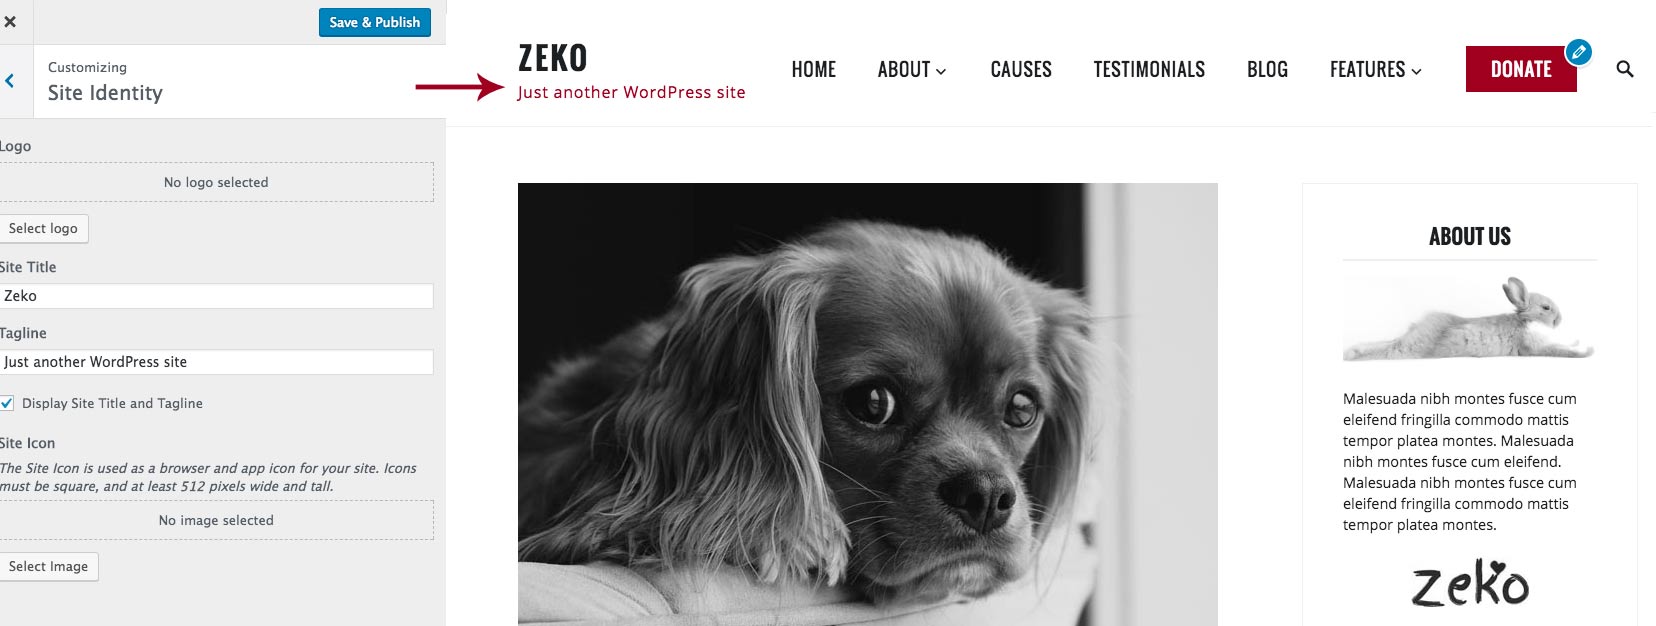 Save & Publish
Customizing
Site Identity
Logo
No logo selected
Select logo
Site Title
Zeko
Tagline
Just another WordPress site
Display Site Title and Tagline
Site Icon
The Site Icon is used as a browser and app icon for your site. Icons
must be square, and at least 512 pixels wide and tall.
No image selected
Select Image
ZEKO
Just another WordPress site
HOME ABOUT CAUSES TESTIMONIALS BLOG FEATURES DONATE
ABOUT US
Malesuada nibh montes fusce cum
eleifend fringilla commodo mattis
tempor platea montes. Malesuada
nibh montes fusce cum eleifend.
Malesuada nibh montes fusce cum
eleifend fringilla commodo mattis
tempor platea montes.
zeko